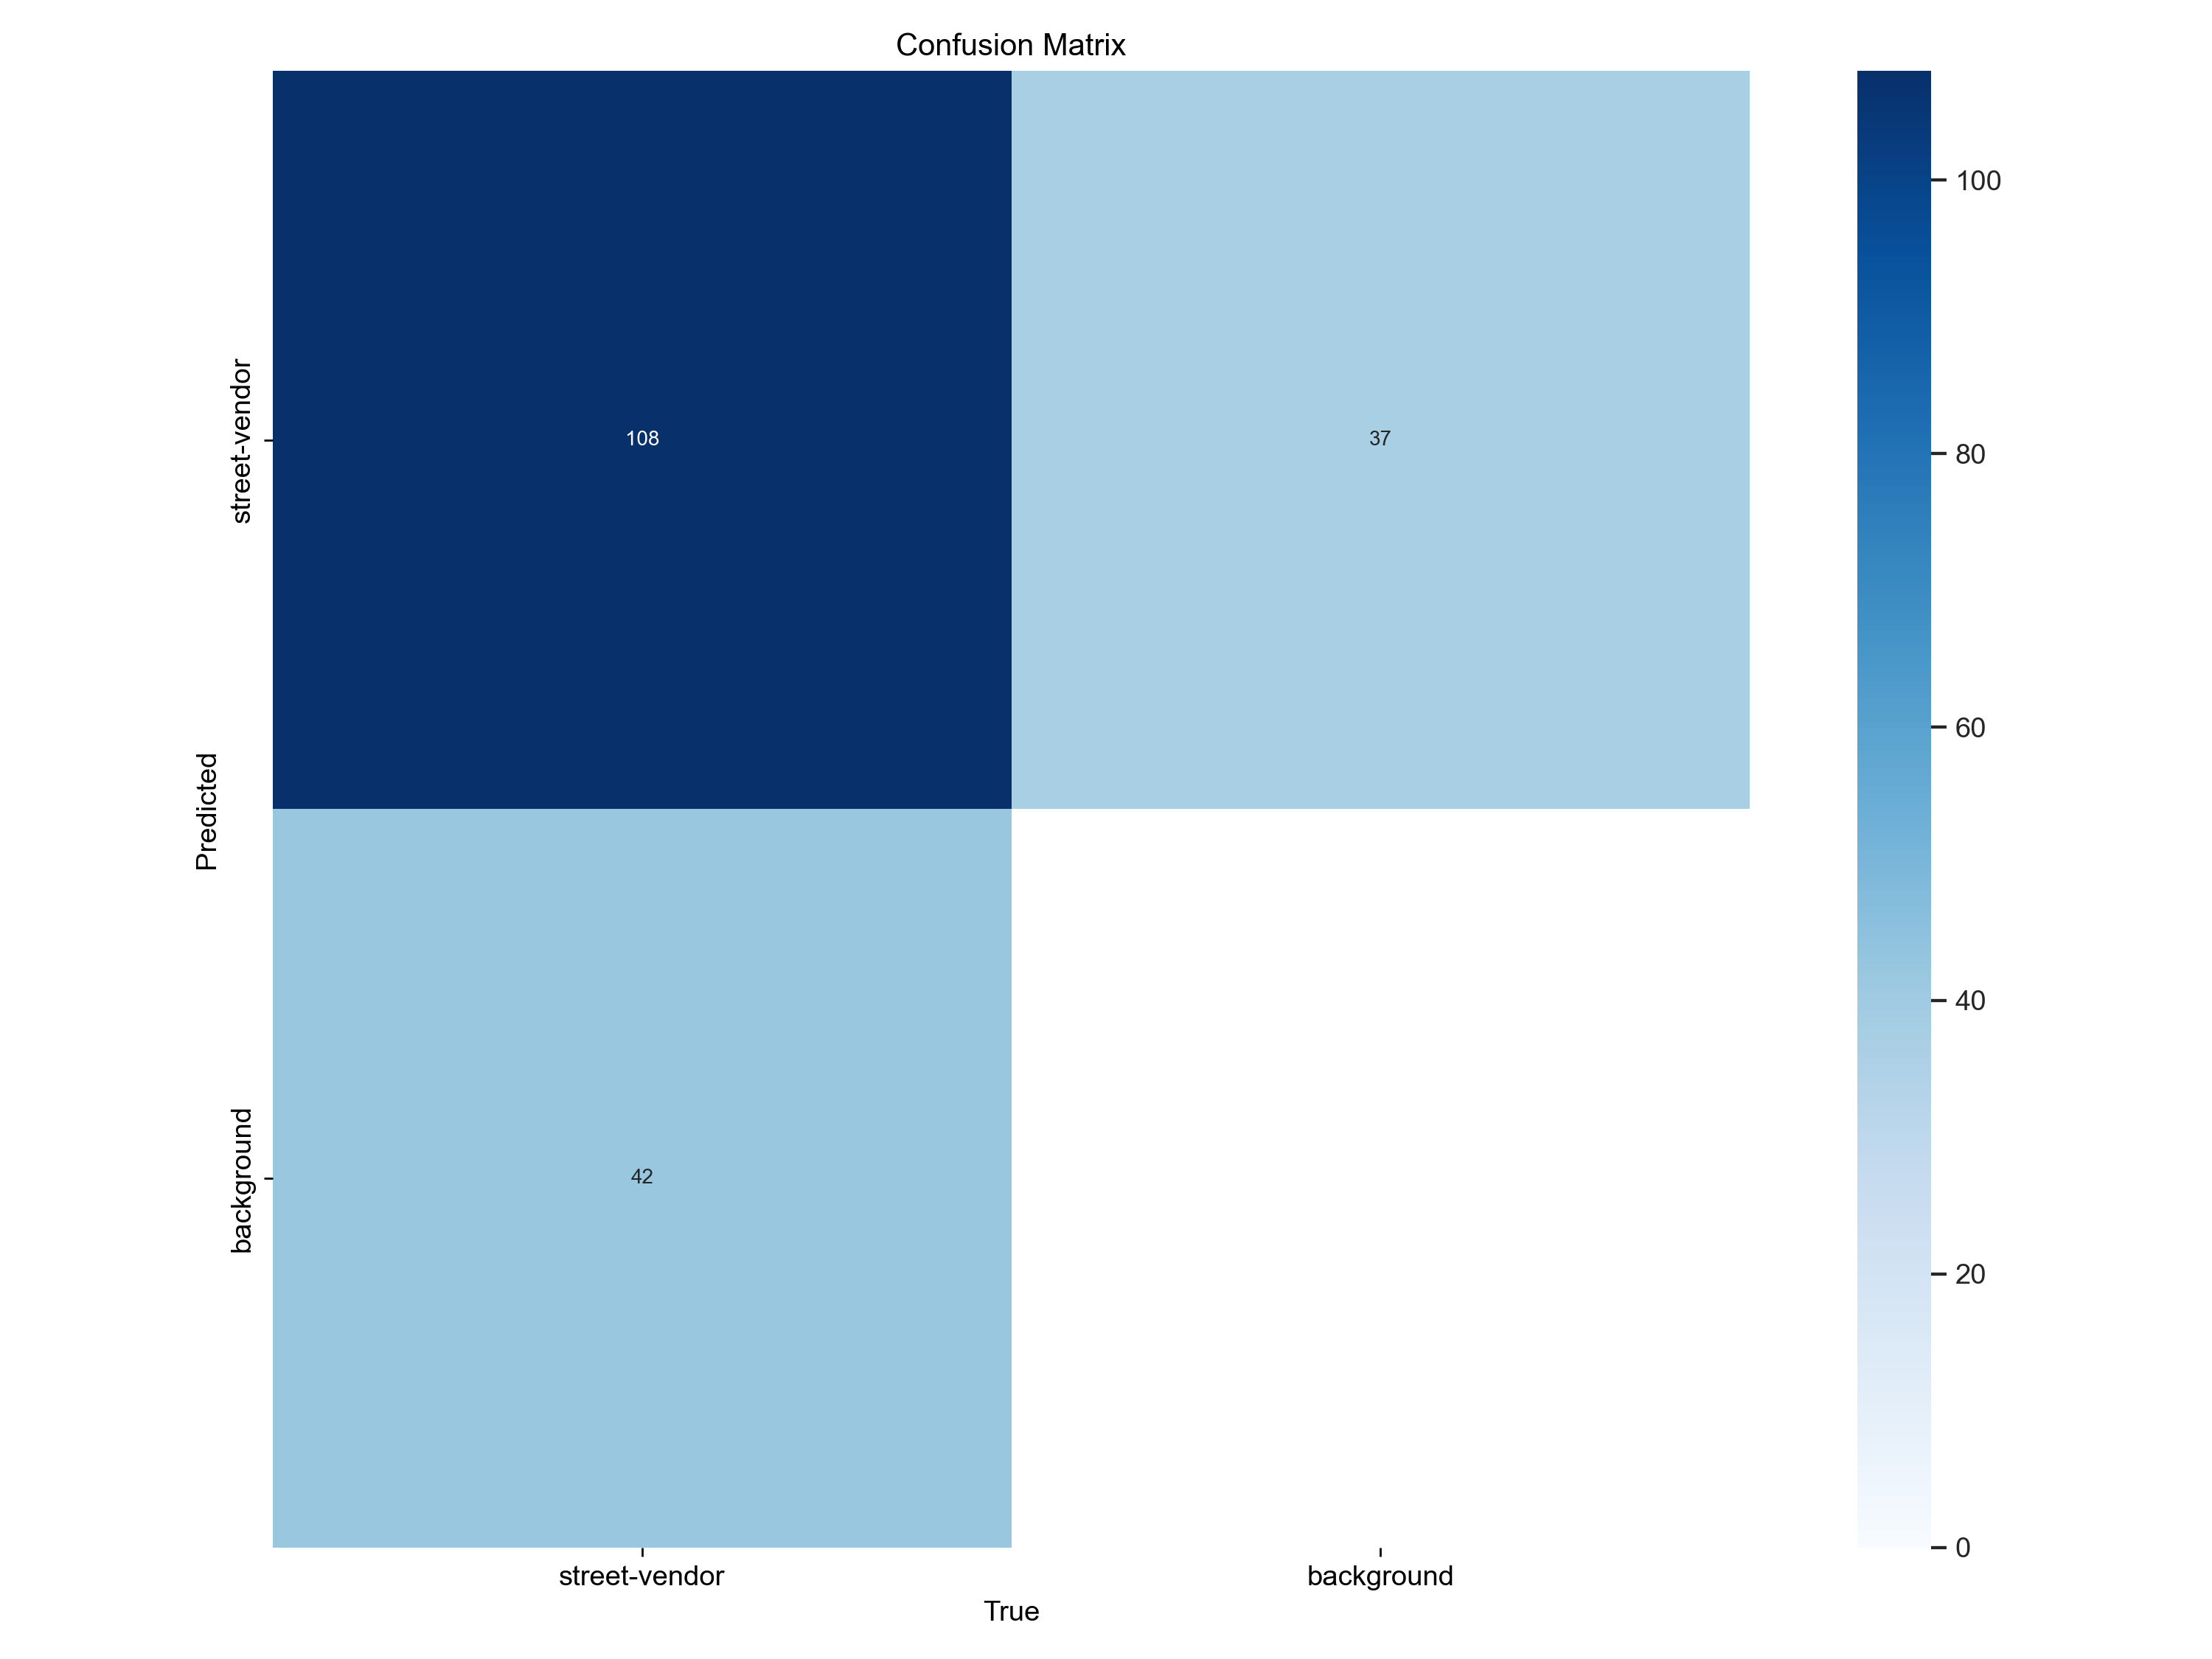 Confusion Matrix
street-vendor
background
Predicted
108
37
42
street-vendor
background
True
100
80
60
40
20
0